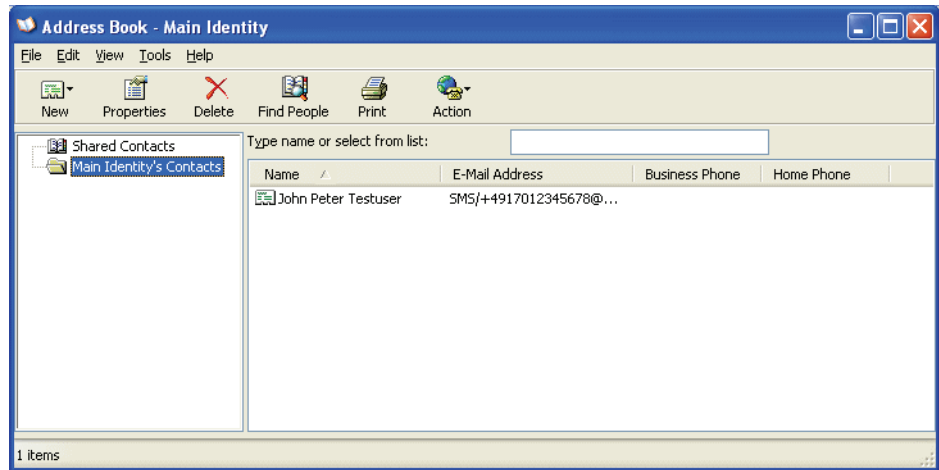 Address Book - Main Identity
File Edit View Tools Help
New Properties Delete Find People Print Action
Shared Contacts
Main Identity's Contacts
Type name or select from list:
Name E-Mail Address Business Phone Home Phone
John Peter Testuser SMS/+4917012345678@...
1 items